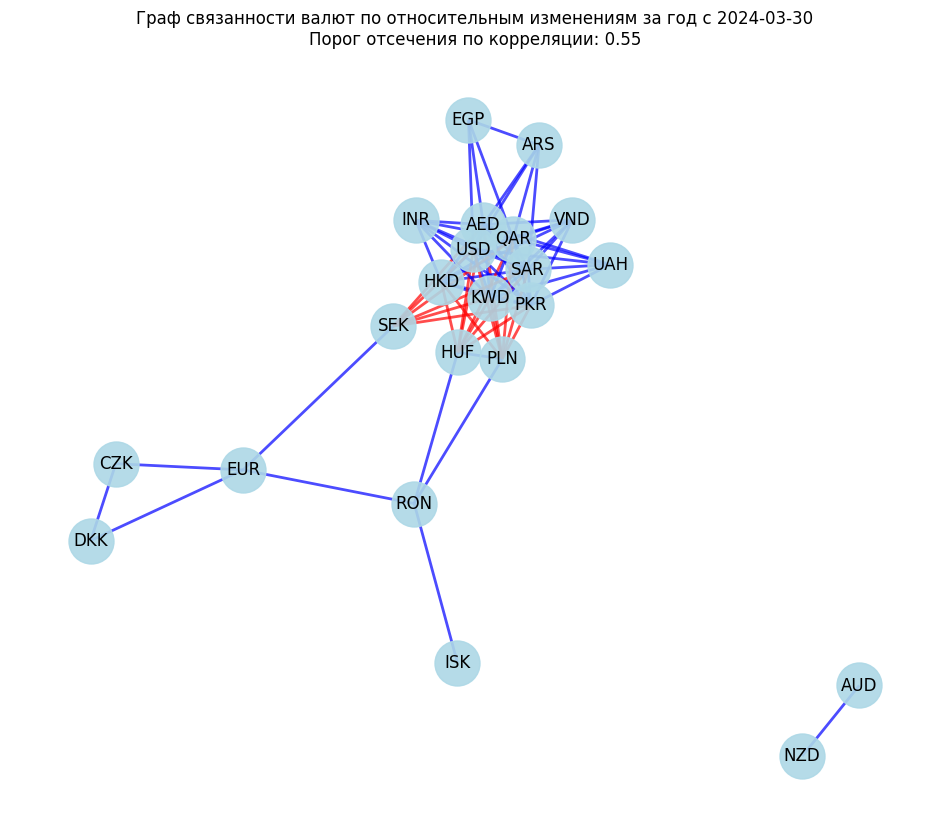 Граф связанности валют по относительным изменениям за год с 2024-03-30
Порог отсечения по корреляции: 0.55
EGP
ARS
INR
AED
VND
QAR
USD
UAH
SAR
HKD
KWD
PKR
SEK
HUF
PLN
CZK
EUR
RON
DKK
ISK
AUD
NZD